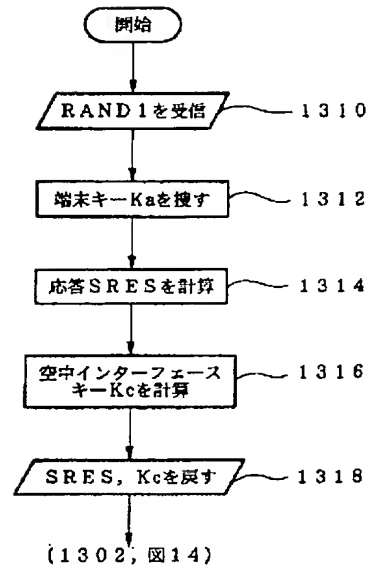 開始
RAND1を受信
1310
端末キーKaを捜す
1312
応答SRESを計算
1314
空中インターフェース
キーKcを計算
1316
SRES,Kcを戻す
1318
(1302,図14)